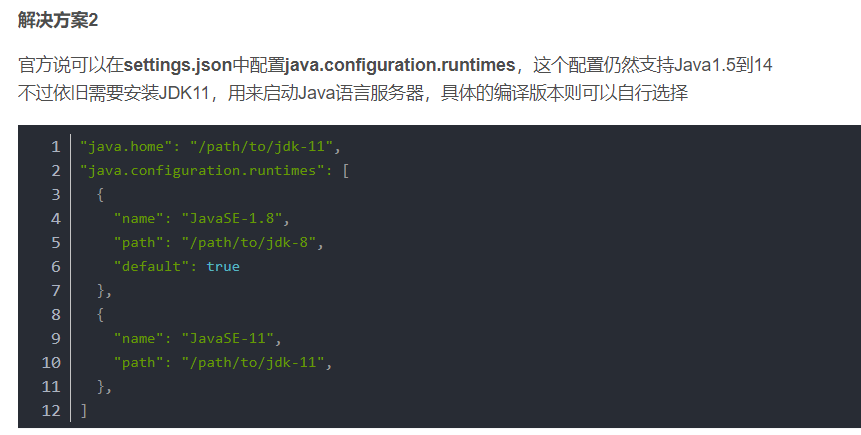 解决方案2
官方说可以在settings.json中配置java.configuration.runtimes，这个配置仍然支持Java1.5到14
不过依旧需要安装JDK11，用来启动Java语言服务器，具体的编译版本则可以自行选择
1 "java.home": "/path/to/jdk-11",
2 "java.configuration.runtimes": [
3   {
4     "name": "JavaSE-1.8",
5     "path": "/path/to/jdk-8",
6     "default": true
7   },
8   {
9     "name": "JavaSE-11",
10     "path": "/path/to/jdk-11",
11   },
12 ]